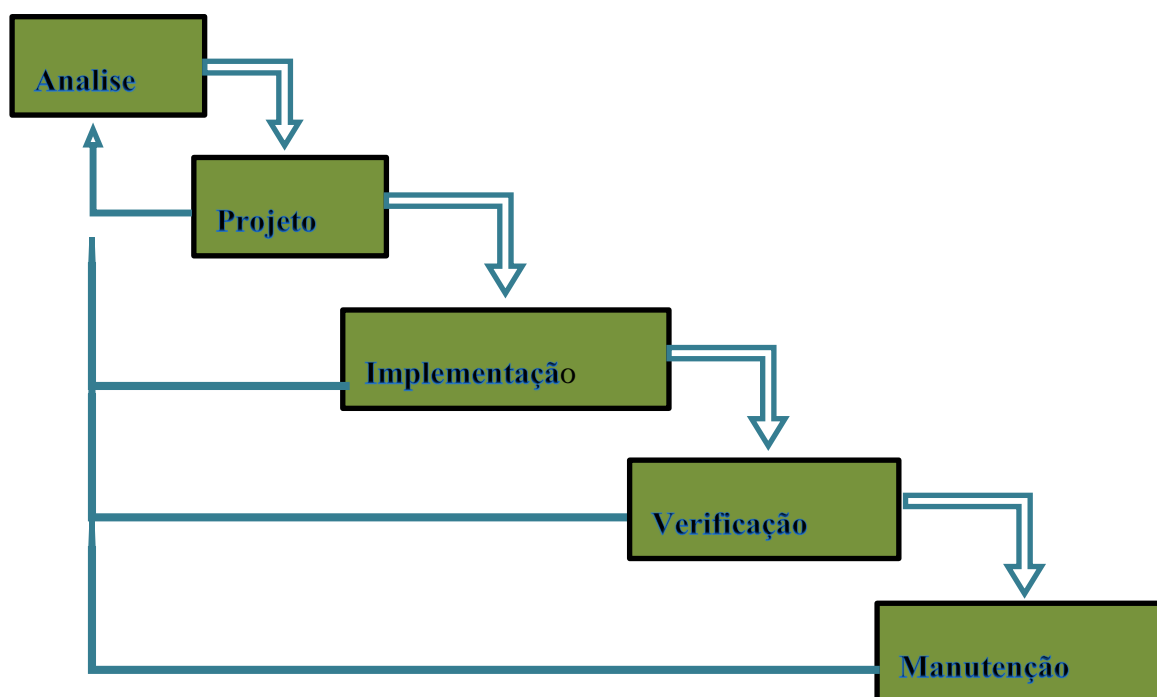 Analise
Projeto
Implementação
Verificação
Manutenção